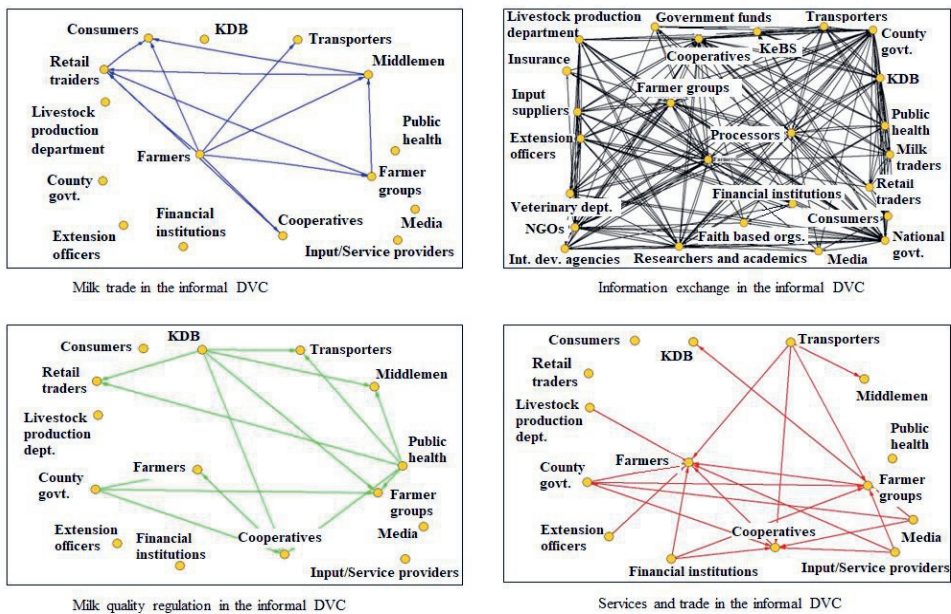 Consumers
KDB
Transporters
Retail
traiders
Middlemen
Livestock
production
department
Public
health
Farmers
County
govt.
Farmer
groups
Financial
institutions
Cooperatives
Media
Extension
officers
Input/Service providers
Milk trade in the informal DVC
Livestock production
department
Government funds
Transporters
County
govt.
Insurance
Cooperatives
KeBS
KDB
Farmer groups
Input
suppliers
Public
health
Extension
officers
Processors
Milk
traders
Farmers
Retail
traders
Veterinary dept.
Financial institutions
Consumers
NGOs
Faith based orgs.
National
govt.
Int. dev. agencies
Researchers and academics
Media
Information exchange in the informal DVC
Consumers
KDB
Transporters
Retail
traders
Middlemen
Livestock
production
dept.
Public
health
Farmers
County
govt.
Farmer
groups
Extension
officers
Financial
institutions
Cooperatives
Media
Input/Service providers
Milk quality regulation in the informal DVC
Consumers
KDB
Transporters
Retail
traders
Middlemen
Livestock
production
dept.
Public
health
Farmers
County
govt.
Farmer
groups
Extension
officers
Cooperatives
Media
Financial institutions
Input/Service providers
Services and trade in the informal DVC